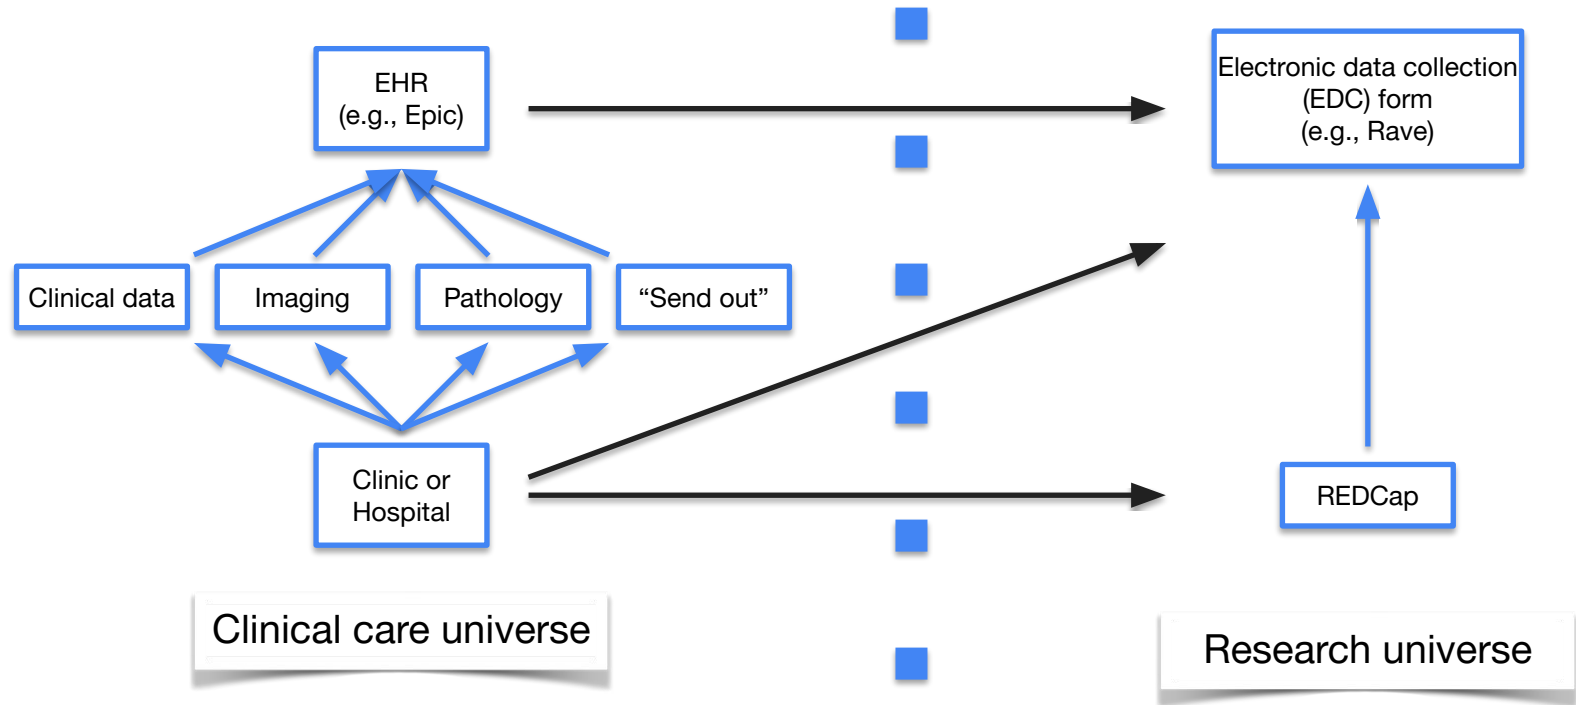 EHR
(e.g., Epic)
Electronic data collection
(EDC) form
(e.g., Rave)
Clinical data
Imaging
Pathology
“Send out”
Clinic or
Hospital
REDCap
Clinical care universe
Research universe